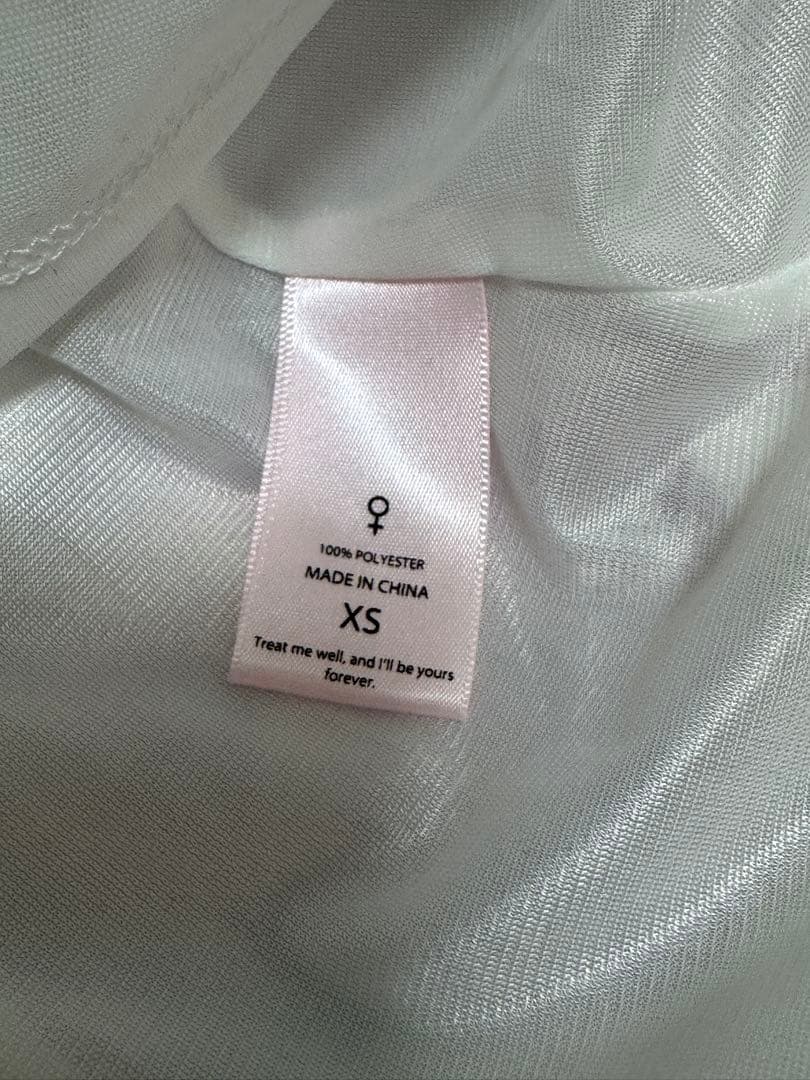 100% POLYESTER
MADE IN CHINA
XS
Treat me well, and I'll be yours
forever.